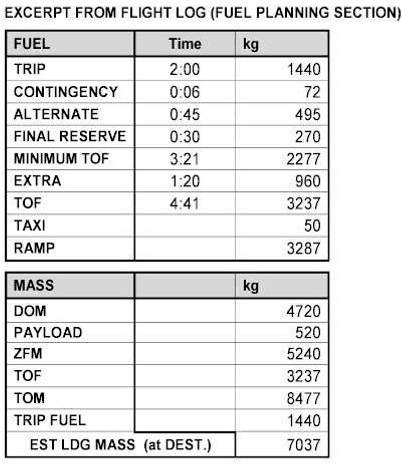 EXCERPT FROM FLIGHT LOG (FUEL PLANNING SECTION)
FUEL Time kg
TRIP 2:00 1440
CONTINGENCY 0:06 72
ALTERNATE 0:45 495
FINAL RESERVE 0:30 270
MINIMUM TOF 3:21 2277
EXTRA 1:20 960
TOF 4:41 3237
TAXI 50
RAMP 3287
MASS kg
DOM 4720
PAYLOAD 520
ZFM 5240
TOF 3237
TOM 8477
TRIP FUEL 1440
EST LDG MASS (at DEST.) 7037